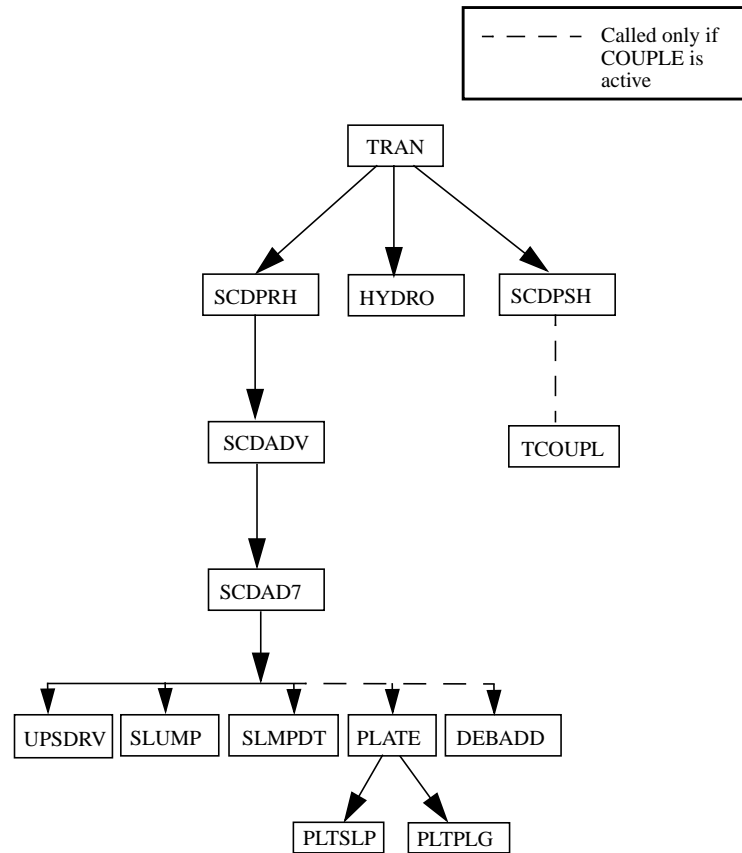 Called only if
COUPLE is
active
TRAN
SCDPRH
HYDRO
SCDPSH
SCDADV
TCOUPL
SCDAD7
UPSDRV
SLUMP
SLMPDT
PLATE
DEBADD
PLTSLP
PLTPLG